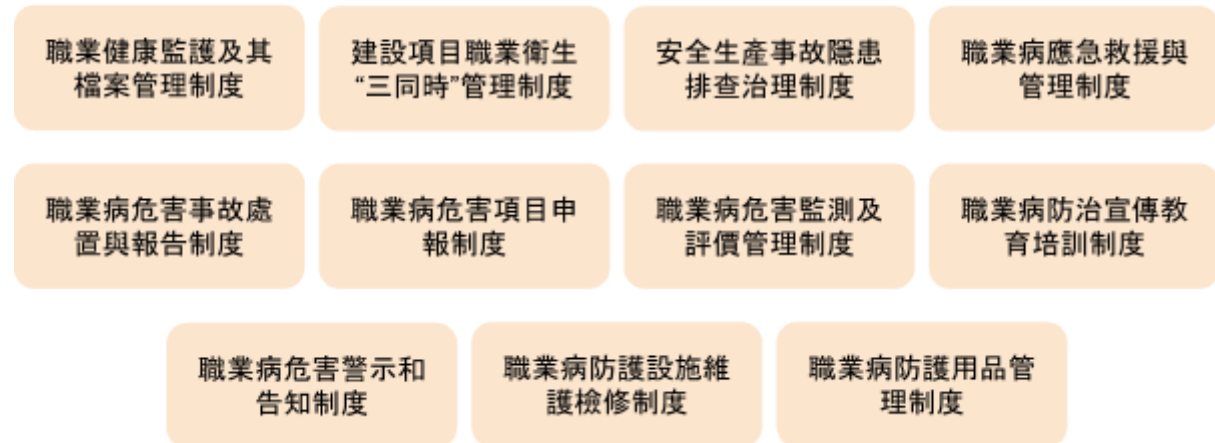 職業健康監護及其
檔案管理制度
建設項目職業衛生
“三同時”管理制度
安全生產事故隱患
排查治理制度
職業病應急救援與
管理制度
職業病危害事故處
置與報告制度
職業病危害項目申
報制度
職業病危害監測及
評價管理制度
職業病防治宣傳教
育培訓制度
職業病危害警示和
告知制度
職業病防護設施維
護檢修制度
職業病防護用品管
理制度